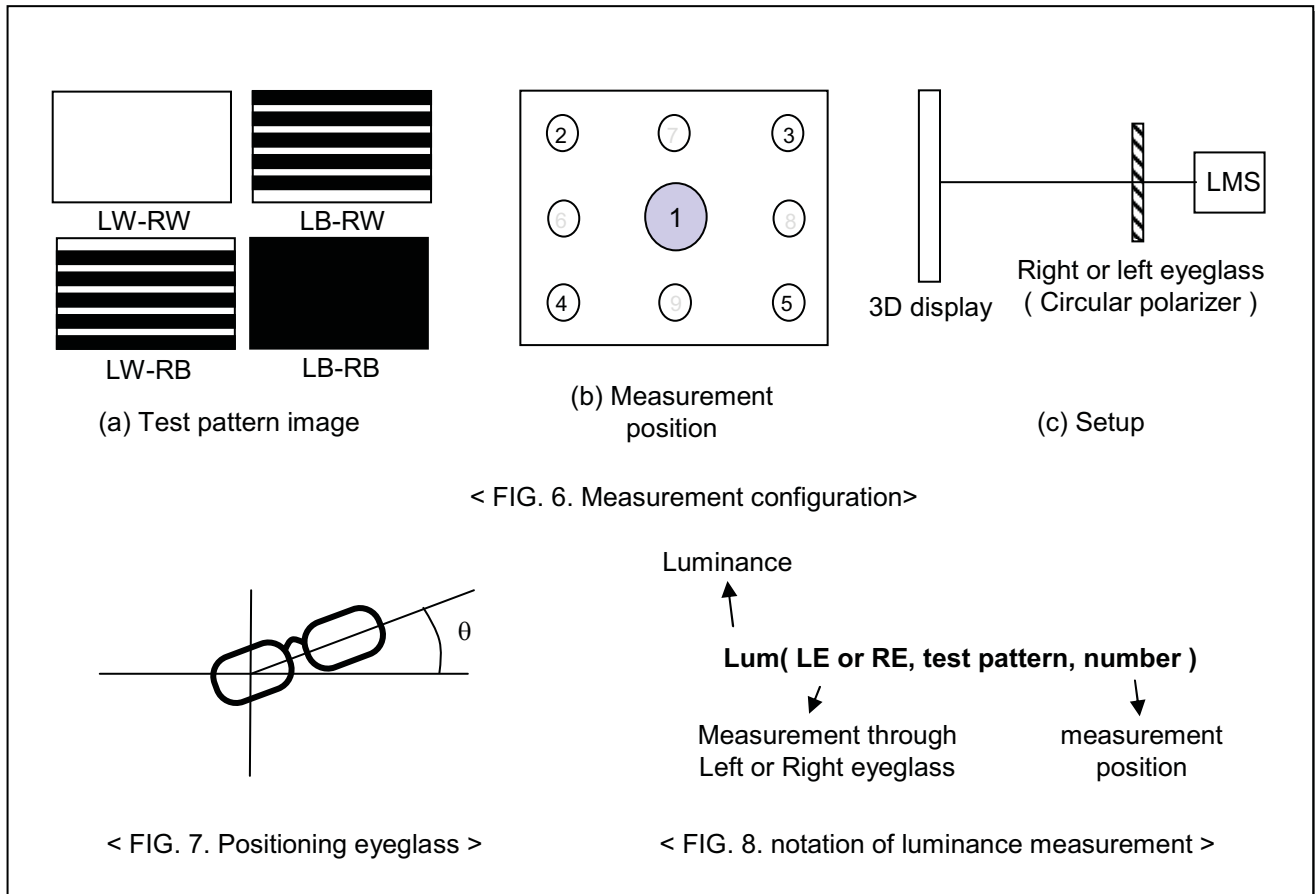 LW-RW
LB-RW
LW-RB
LB-RB
(a) Test pattern image
2
7
3
6
1
8
4
9
5
(b) Measurement
position
LMS
3D display
Right or left eyeglass
( Circular polarizer )
(c) Setup
< FIG. 6. Measurement configuration>
θ
< FIG. 7. Positioning eyeglass >
Luminance
Lum( LE or RE, test pattern, number )
Measurement through
Left or Right eyeglass
measurement
position
< FIG. 8. notation of luminance measurement >